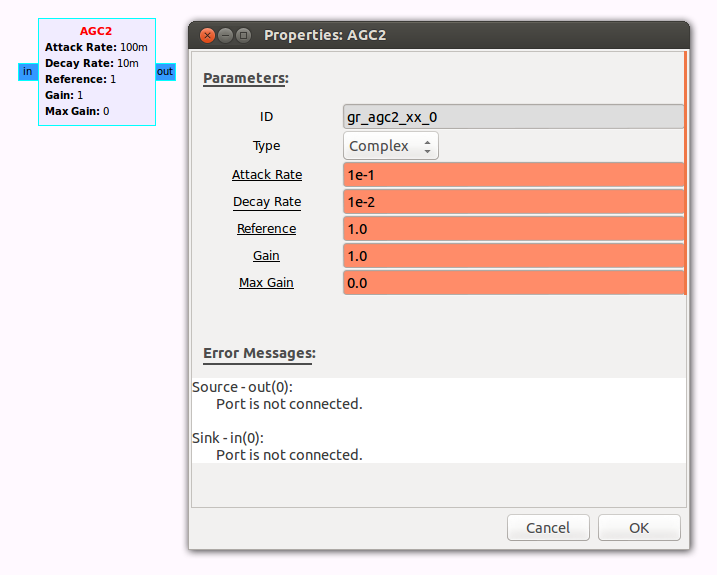 AGC2
Attack Rate: 100m
Decay Rate: 10m
Reference: 1
Gain: 1
Max Gain: 0
in
out
Properties: AGC2
Parameters:
ID gr_agc2_xx_0
Type Complex
Attack Rate 1e-1
Decay Rate 1e-2
Reference 1.0
Gain 1.0
Max Gain 0.0
Error Messages:
Source - out(0):
Port is not connected.
Sink - in(0):
Port is not connected.
Cancel OK